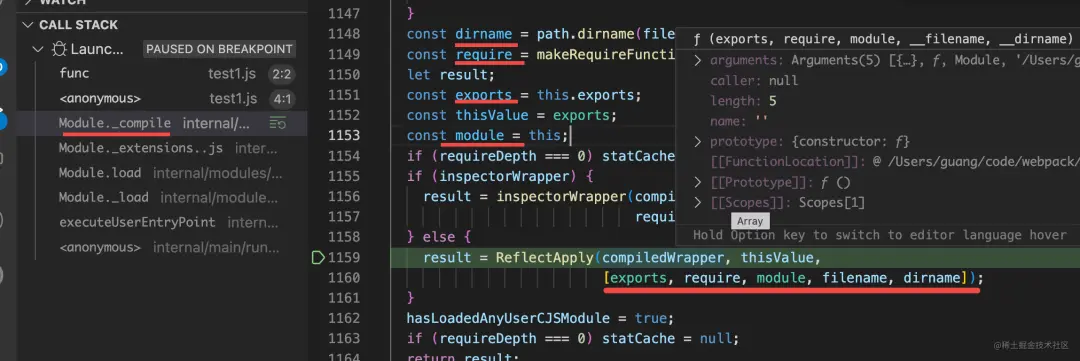 CALL STACK
Launc... PAUSED ON BREAKPOINT
func test1.js 2:2
<anonymous> test1.js 4:1
Module._compile internal/...
Module._extensions..js inter...
Module.load internal/modules/...
Module._load internal/module...
executeUserEntryPoint inter...
<anonymous> internal/main/run...
1147 }
1148 const dirname = path.dirname(file
1149 const require = makeRequireFuncti
1150 let result;
1151 const exports = this.exports;
1152 const thisValue = exports;
1153 const module = this;
1154 if (requireDepth === 0) statCache
1155 if (inspectorWrapper) {
1156 result = inspectorWrapper(compi
1157 requi
1158 } else {
1159 result = ReflectApply(compiledWrapper, thisValue,
1160 [exports, require, module, filename, dirname]);
1161 }
1162 hasLoadedAnyUserCJSModule = true;
1163 if (requireDepth === 0) statCache = null;
1164 return result;
ƒ (exports, require, module, __filename, __dirname)
arguments: Arguments(5) [{…}, ƒ, Module, '/Users/g
caller: null
length: 5
name: ''
prototype: {constructor: ƒ}
[[FunctionLocation]]: @ /Users/guang/code/webpack/
[[Prototype]]: ƒ ()
[[Scopes]]: Scopes[1]
Array
Hold Option key to switch to editor language hover
@稀土掘金技术社区